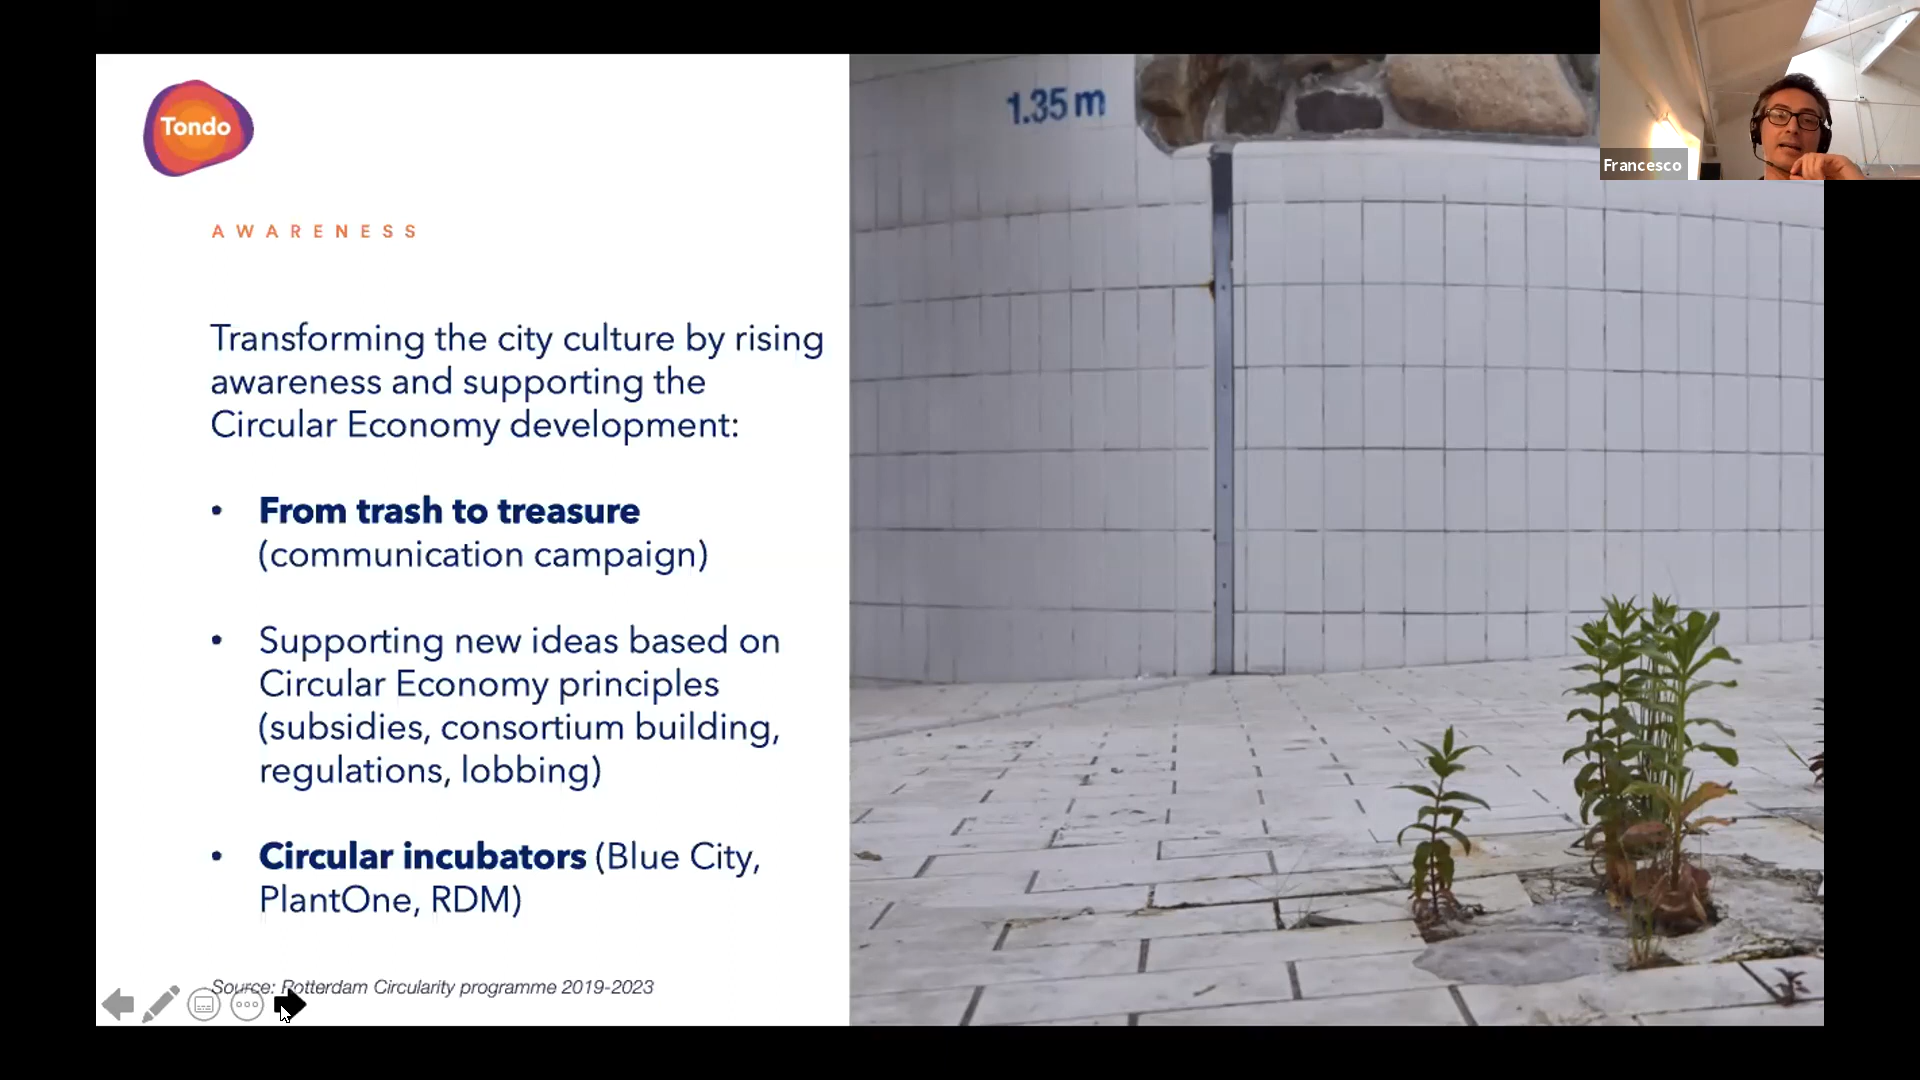 Tondo
AWARENESS
Transforming the city culture by rising
awareness and supporting the
Circular Economy development:
• From trash to treasure
(communication campaign)
• Supporting new ideas based on
Circular Economy principles
(subsidies, consortium building,
regulations, lobbing)
• Circular incubators (Blue City,
PlantOne, RDM)
Source: Rotterdam Circularity programme 2019-2023
1.35 m
Francesco